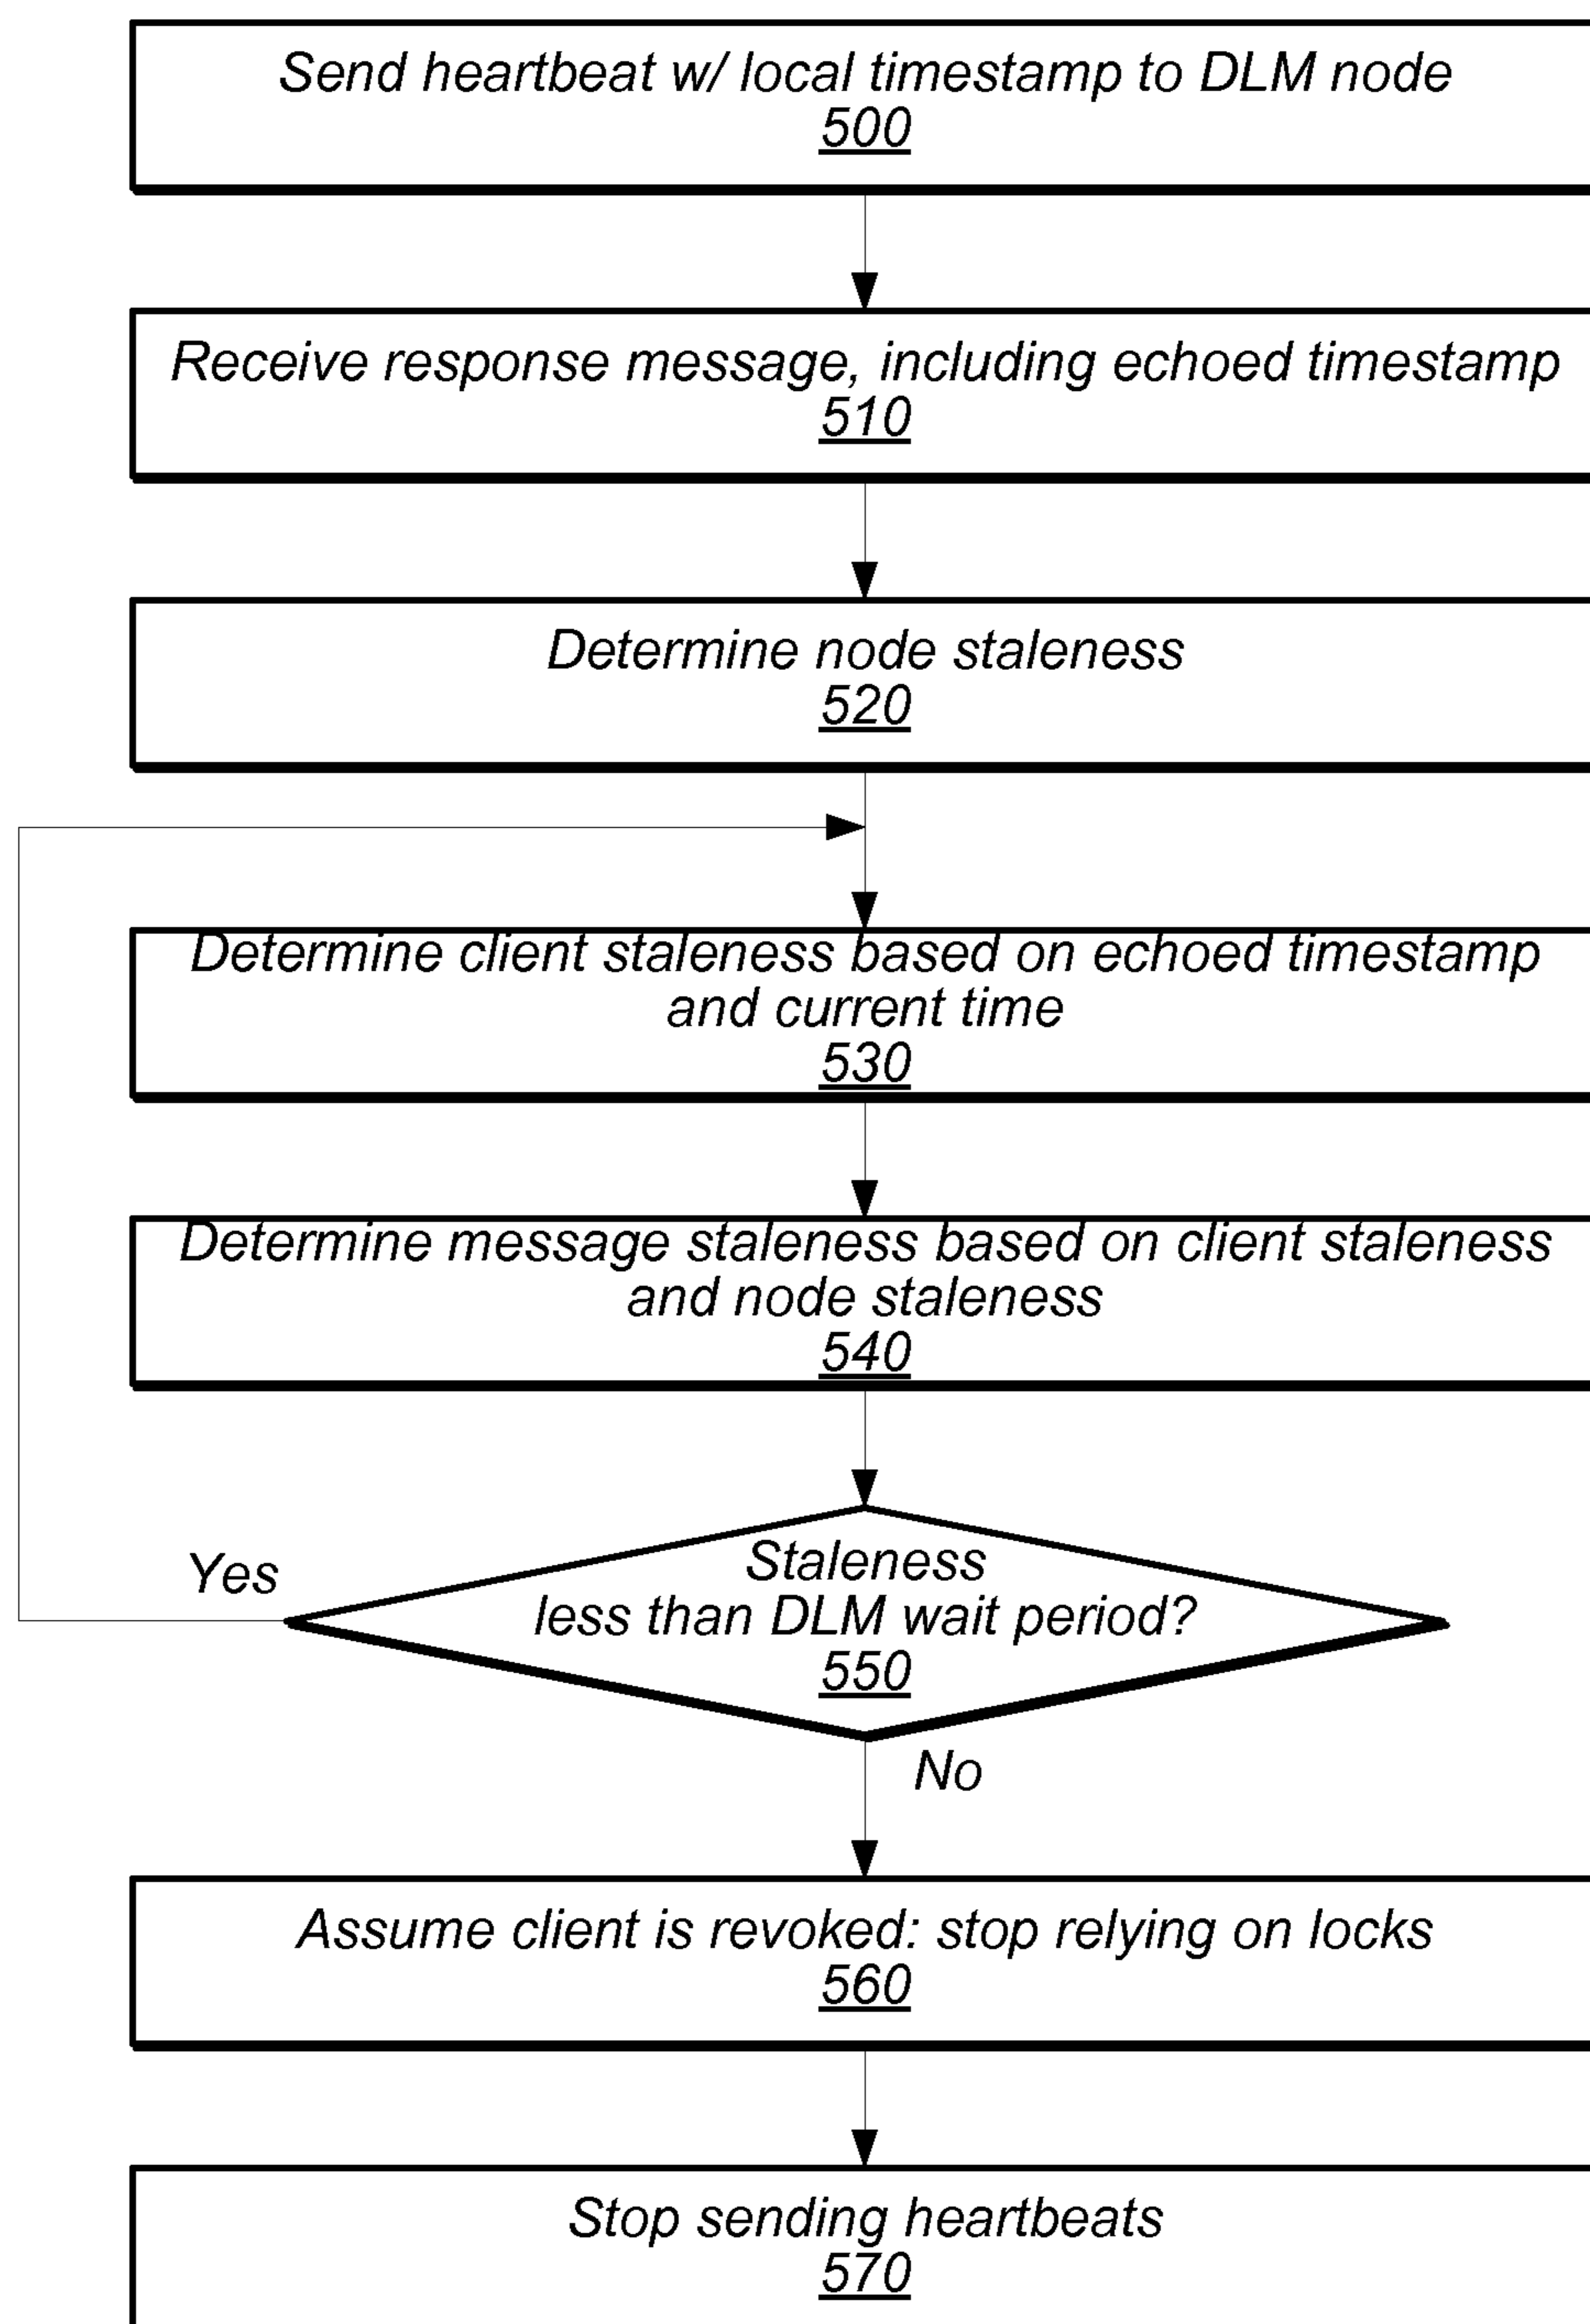 Send heartbeat w/ local timestamp to DLM node
500
Receive response message, including echoed timestamp
510
Determine node staleness
520
Determine client staleness based on echoed timestamp
and current time
530
Determine message staleness based on client staleness
and node staleness
540
Staleness
less than DLM wait period?
550
Yes
No
Assume client is revoked: stop relying on locks
560
Stop sending heartbeats
570